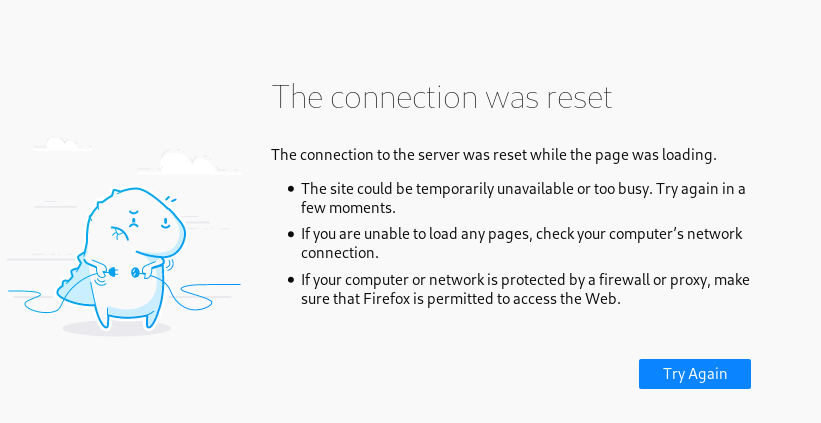 The connection was reset
The connection to the server was reset while the page was loading.
• The site could be temporarily unavailable or too busy. Try again in a
few moments.
• If you are unable to load any pages, check your computer’s network
connection.
• If your computer or network is protected by a firewall or proxy, make
sure that Firefox is permitted to access the Web.
Try Again